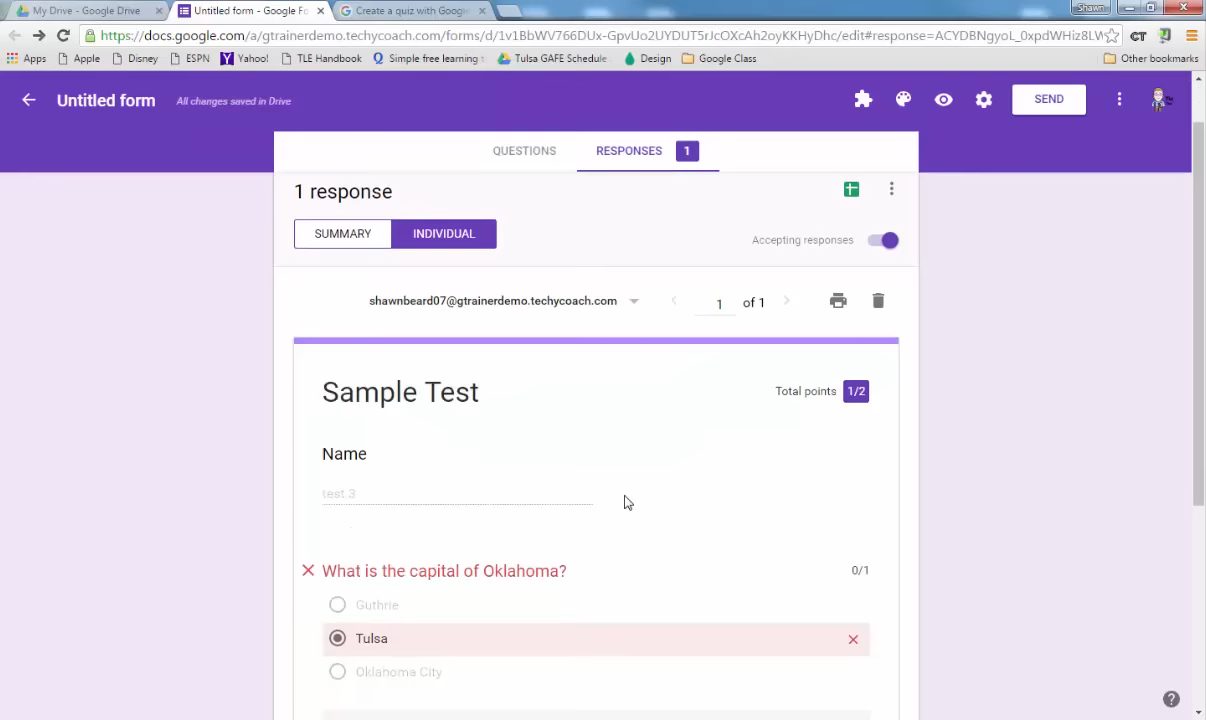 My Drive - Google Drive
Untitled form - Google Fo
Create a quiz with Google
Shawn
https://docs.google.com/a/gtrainerdemo.techycoach.com/forms/d/1v1BbWV766DUx-GpvUo2UYDUT5rJcOXcAh2oyKKHyDhc/edit#response=ACYDBNgyoL_0xpdWHiz8LW
CT
Apps
Apple
Disney
ESPN
Yahoo!
TLE Handbook
Simple free learning
Tulsa GAFE Schedule
Design
Google Class
Other bookmarks
Untitled form
All changes saved in Drive
SEND
QUESTIONS
RESPONSES 1
1 response
SUMMARY
INDIVIDUAL
Accepting responses
shawnbeard07@gtrainerdemo.techycoach.com
1 of 1
Sample Test
Total points 1/2
Name
test 3
What is the capital of Oklahoma?
0/1
Guthrie
Tulsa
Oklahoma City